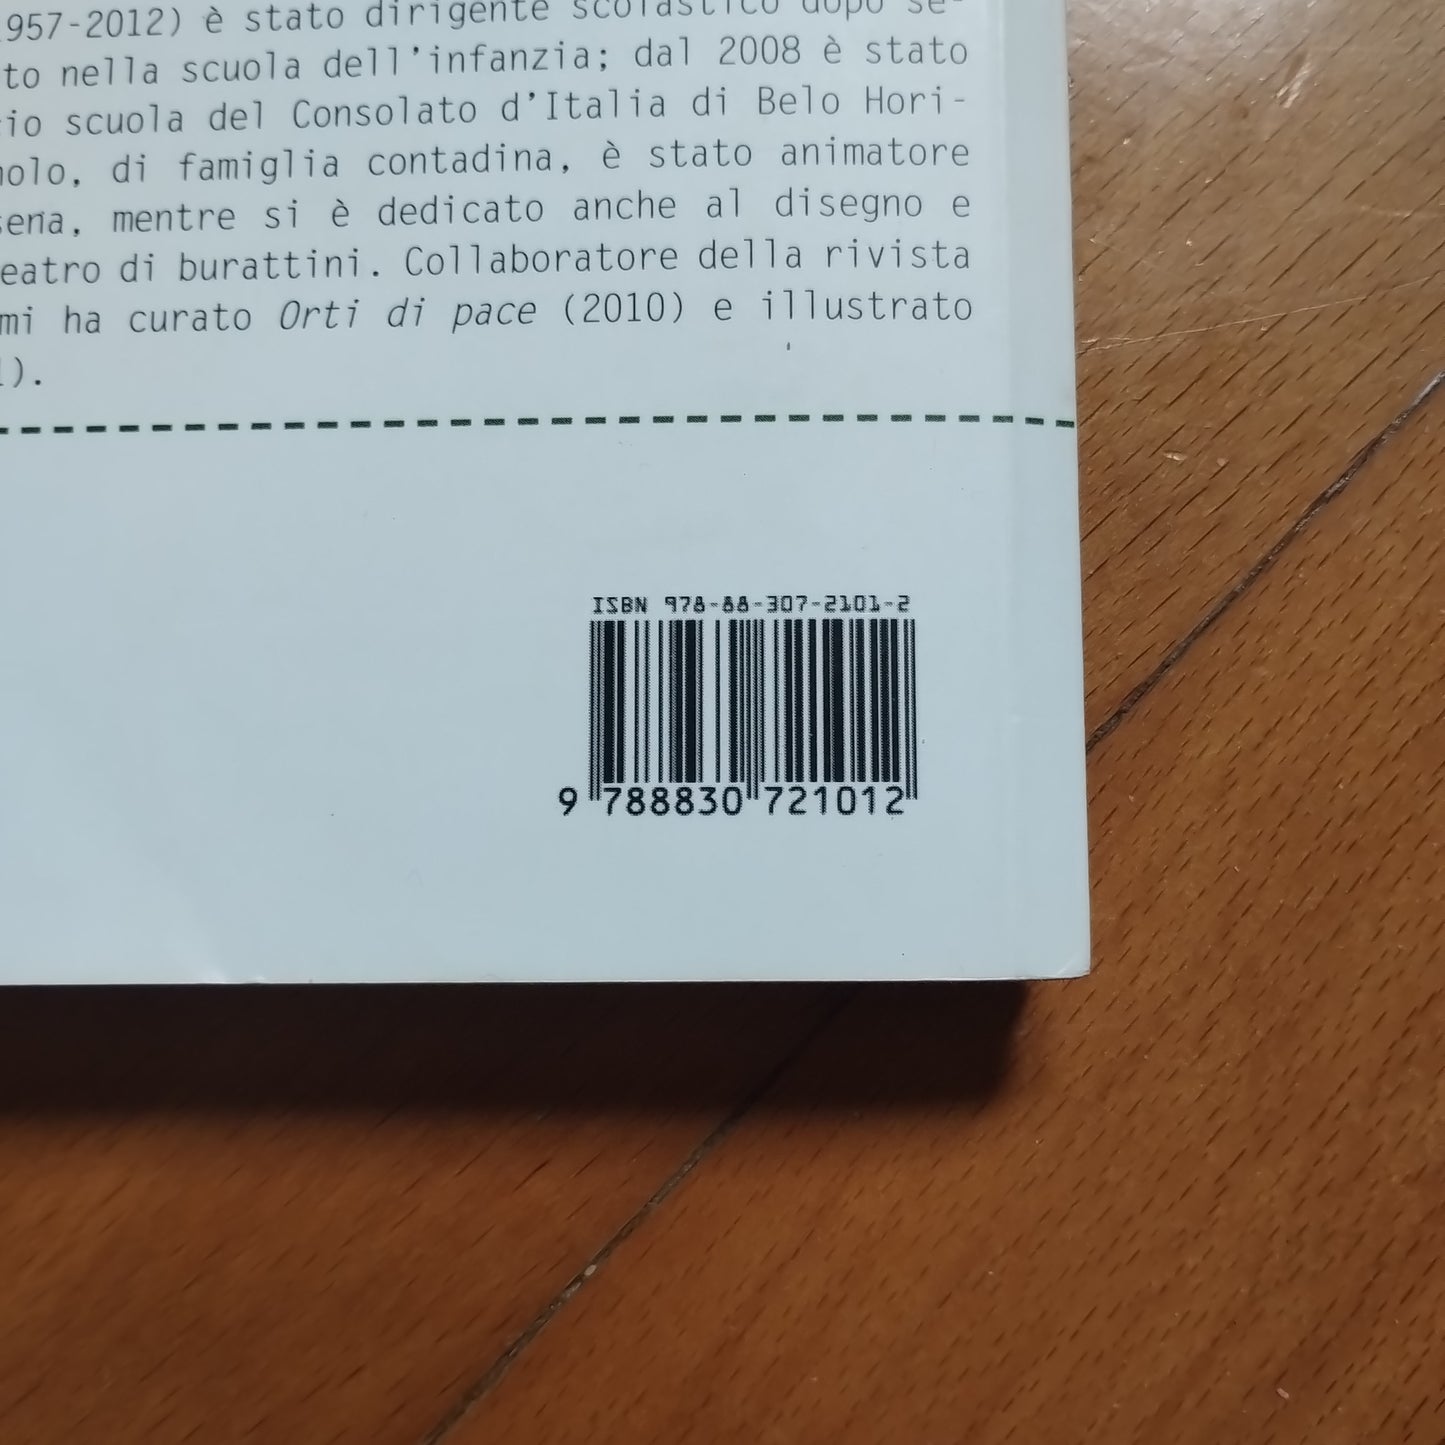 1957-2012) è stato dirigente scolastico dopo se-
to nella scuola dell'infanzia; dal 2008 è stato
io scuola del Consolato d'Italia di Belo Hori-
nolo, di famiglia contadina, è stato animatore
sena, mentre si è dedicato anche al disegno e
eatro di burattini. Collaboratore della rivista
mi ha curato Orti di pace (2010) e illustrato
1).
ISBN 978-88-307-2101-2
9 788830 721012